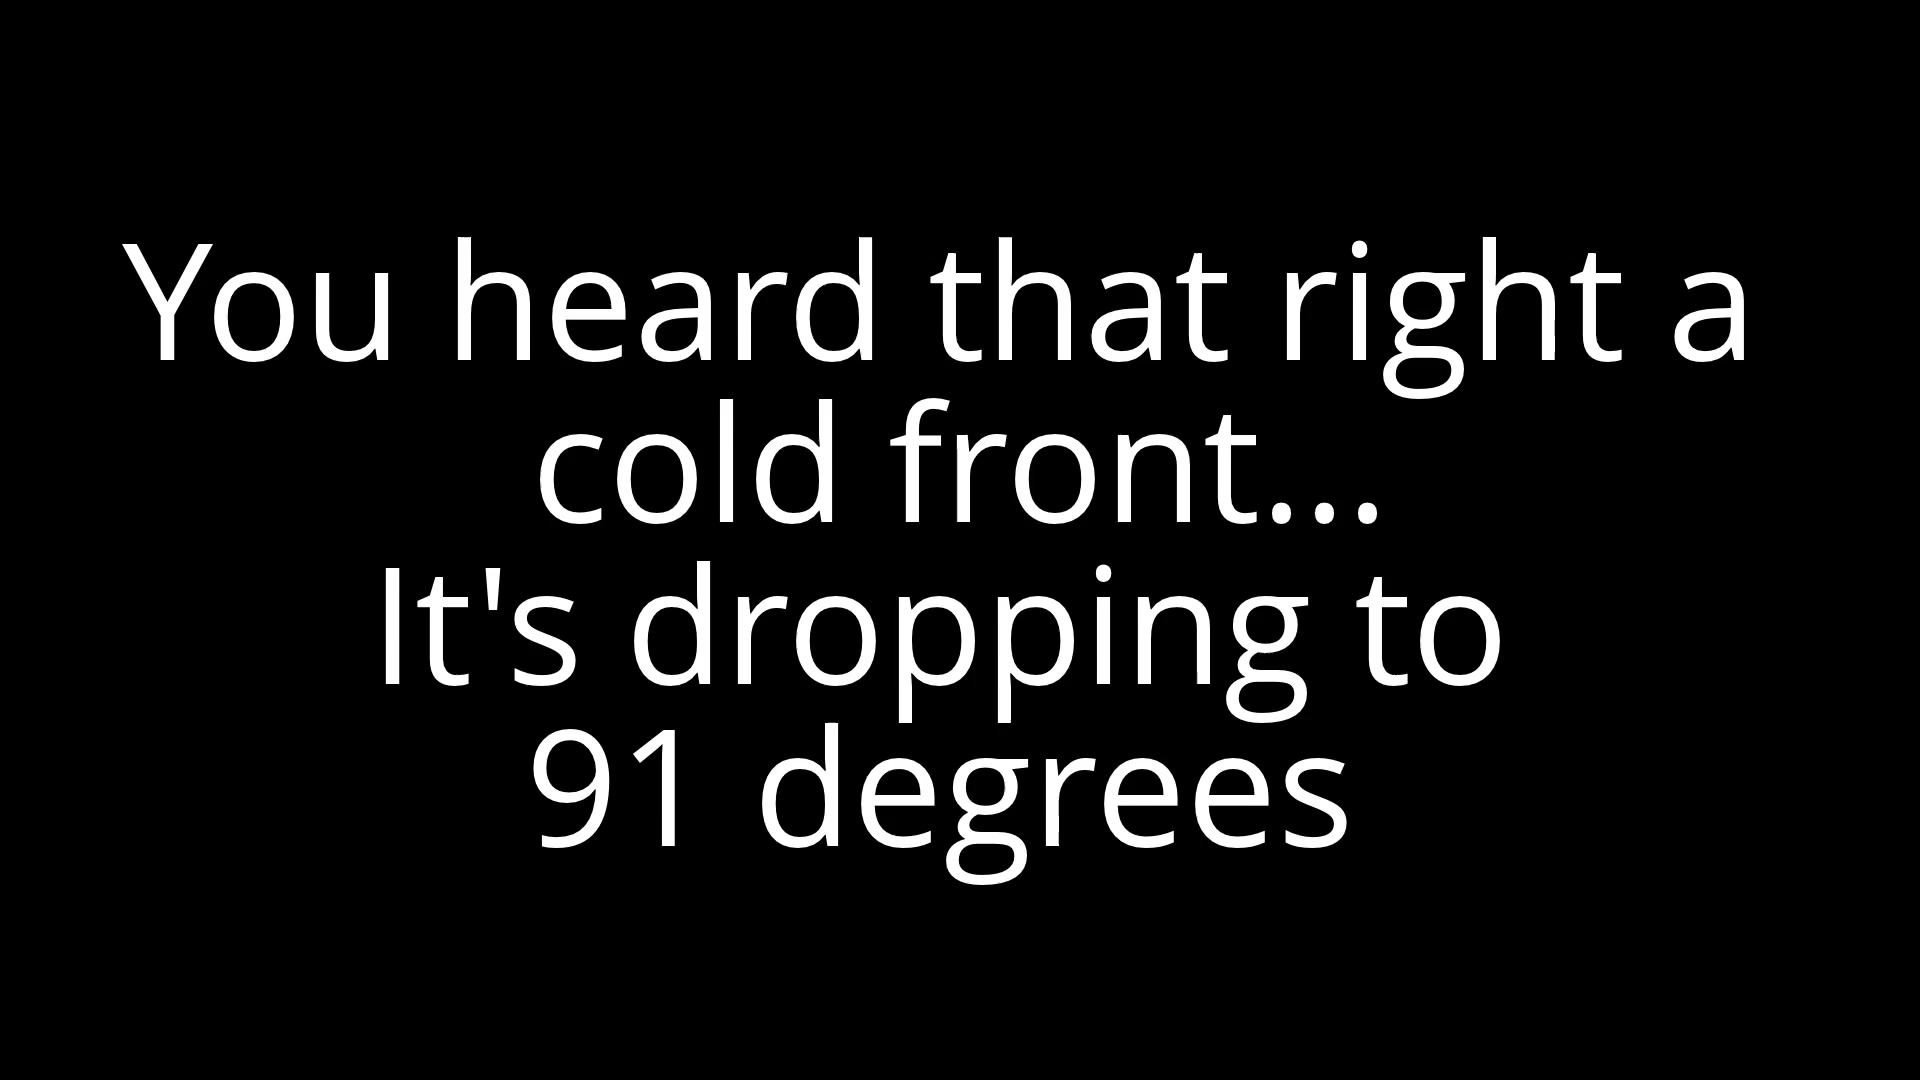 You heard that right a
cold front...
It's dropping to
91 degrees